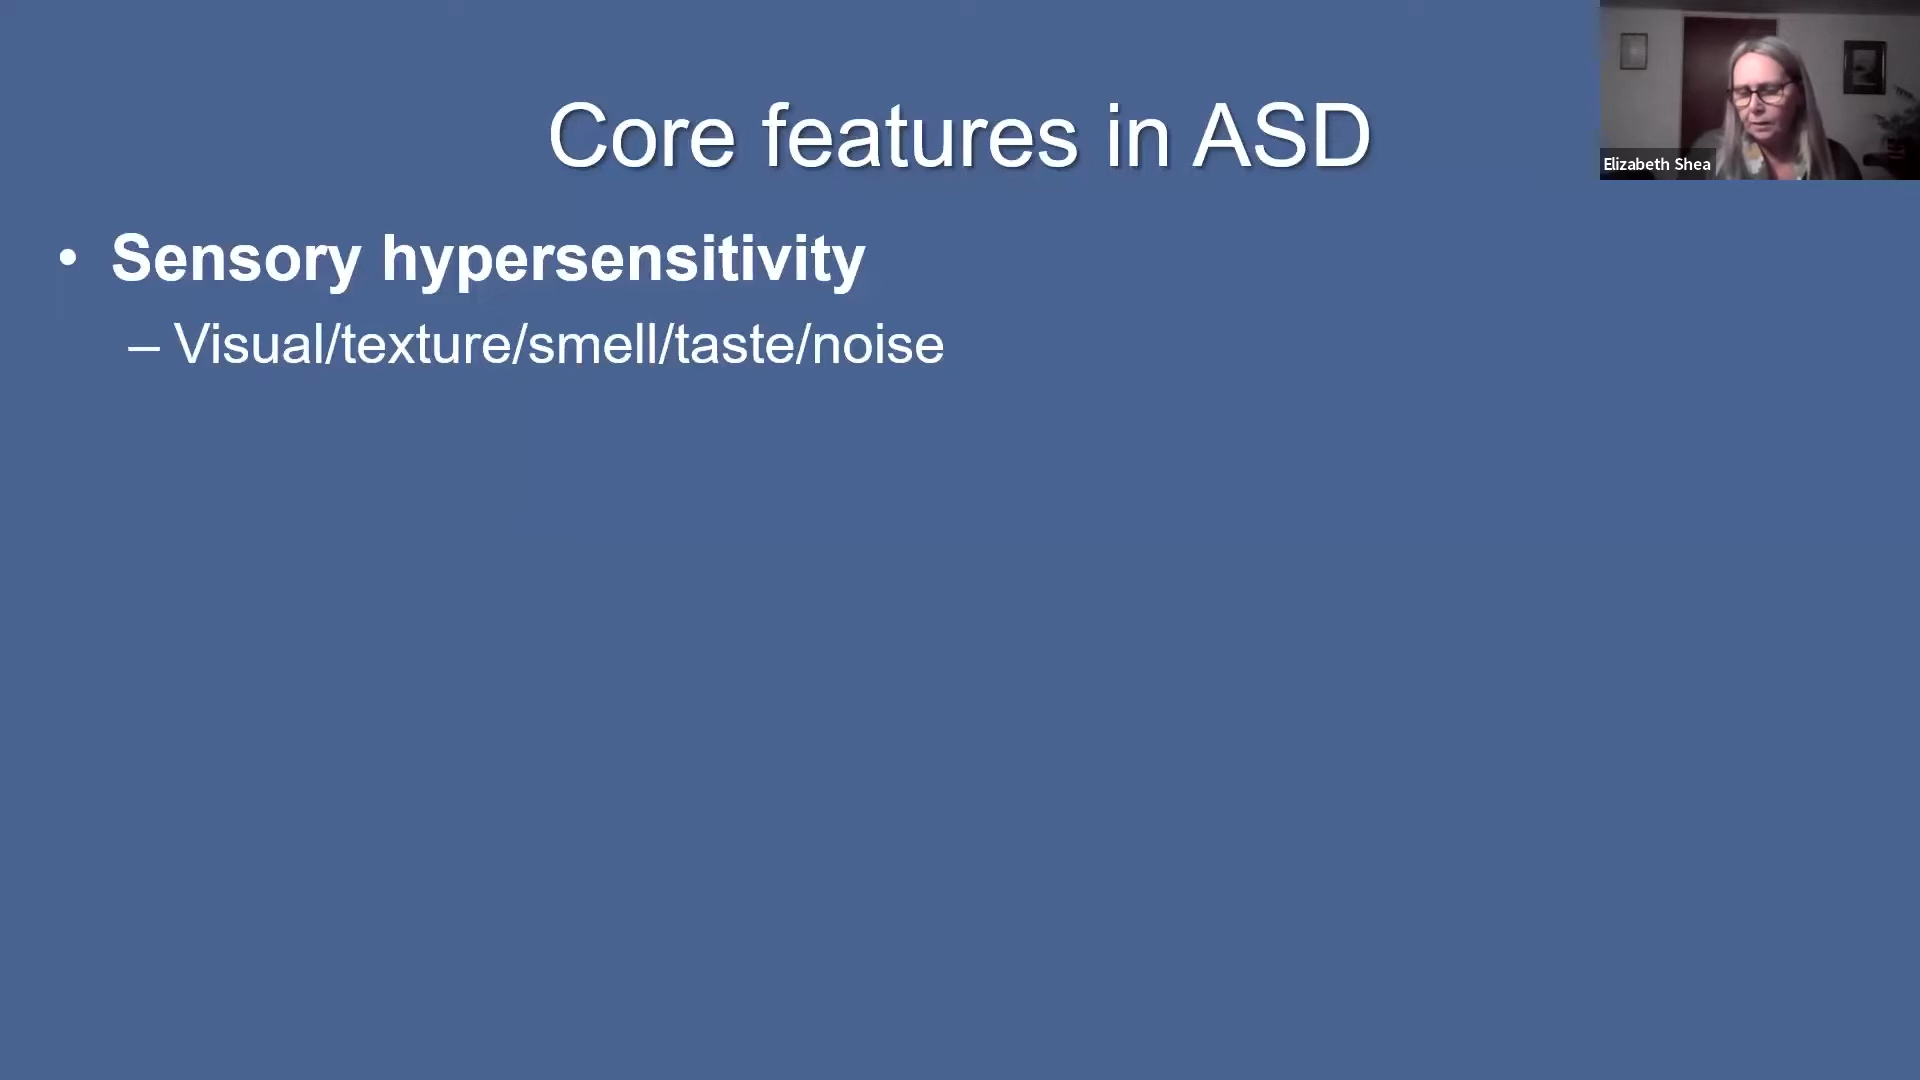 Core features in ASD
Elizabeth Shea
• Sensory hypersensitivity
– Visual/texture/smell/taste/noise